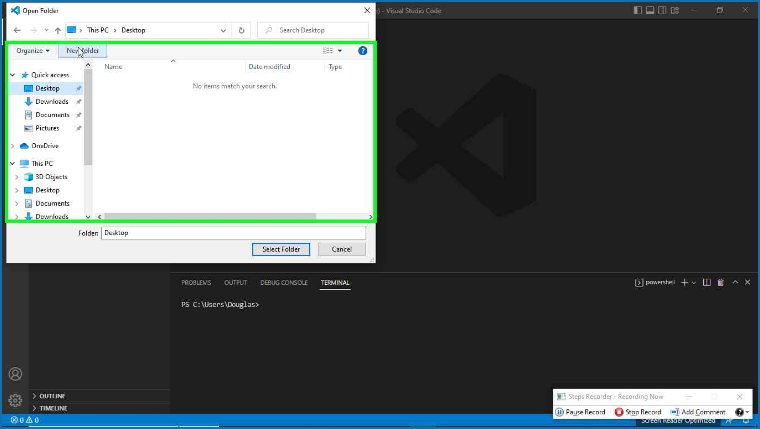 Open Folder
) - Visual Studio Code
This PC > Desktop
Search Desktop
Organize
New Folder
Name
Date modified
Type
No items match your search.
Quick access
Desktop
Downloads
Documents
Pictures
OneDrive
This PC
3D Objects
Desktop
Documents
Downloads
Folder:
Desktop
Select Folder
Cancel
PROBLEMS
OUTPUT
DEBUG CONSOLE
TERMINAL
powershell
PS C:\Users\Douglas>
OUTLINE
TIMELINE
0
0
Steps Recorder - Recording Now
Pause Record
Stop Record
Add Comment
Screen Reader Optimized